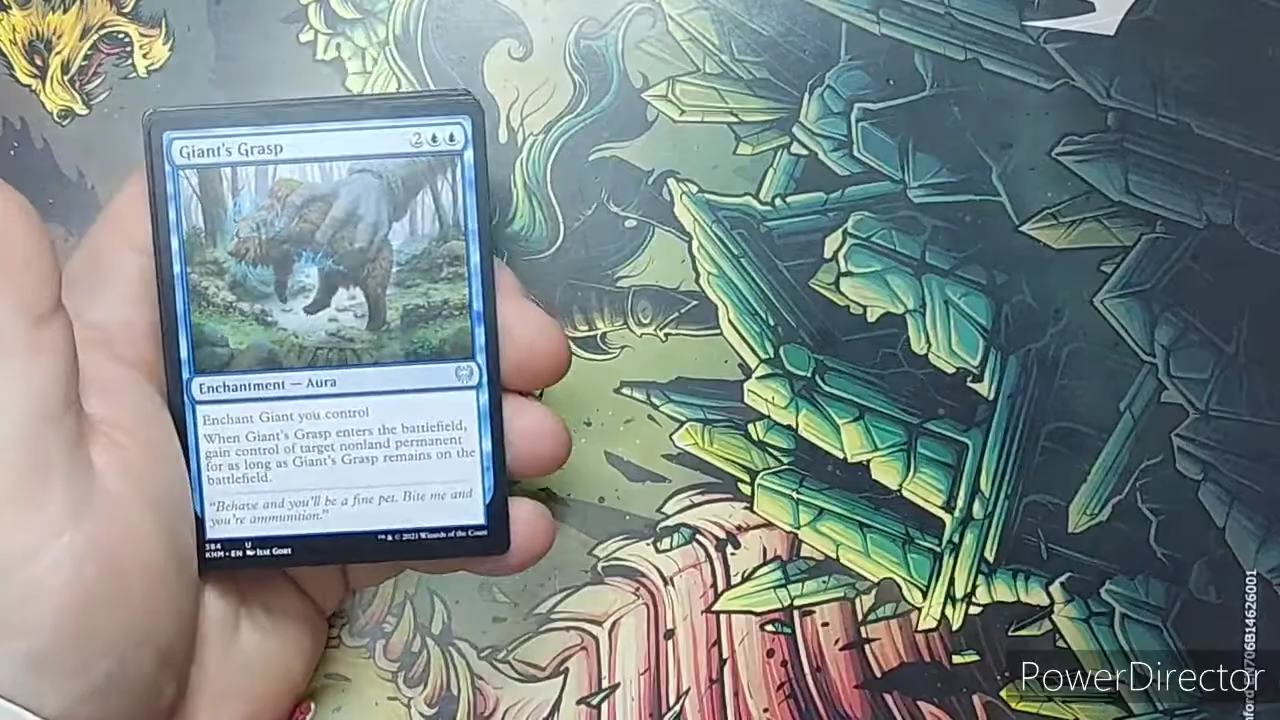 Giant's Grasp 2
Enchantment — Aura
Enchant Giant you control
When Giant's Grasp enters the battlefield,
gain control of target nonland permanent
for as long as Giant's Grasp remains on the
battlefield.
"Behave and you'll be a fine pet. Bite me and
you're ammunition."
384 U
KHM • EN Ilse Gort
™ & © 2021 Wizards of the Coast
PowerDirector
706B14626001